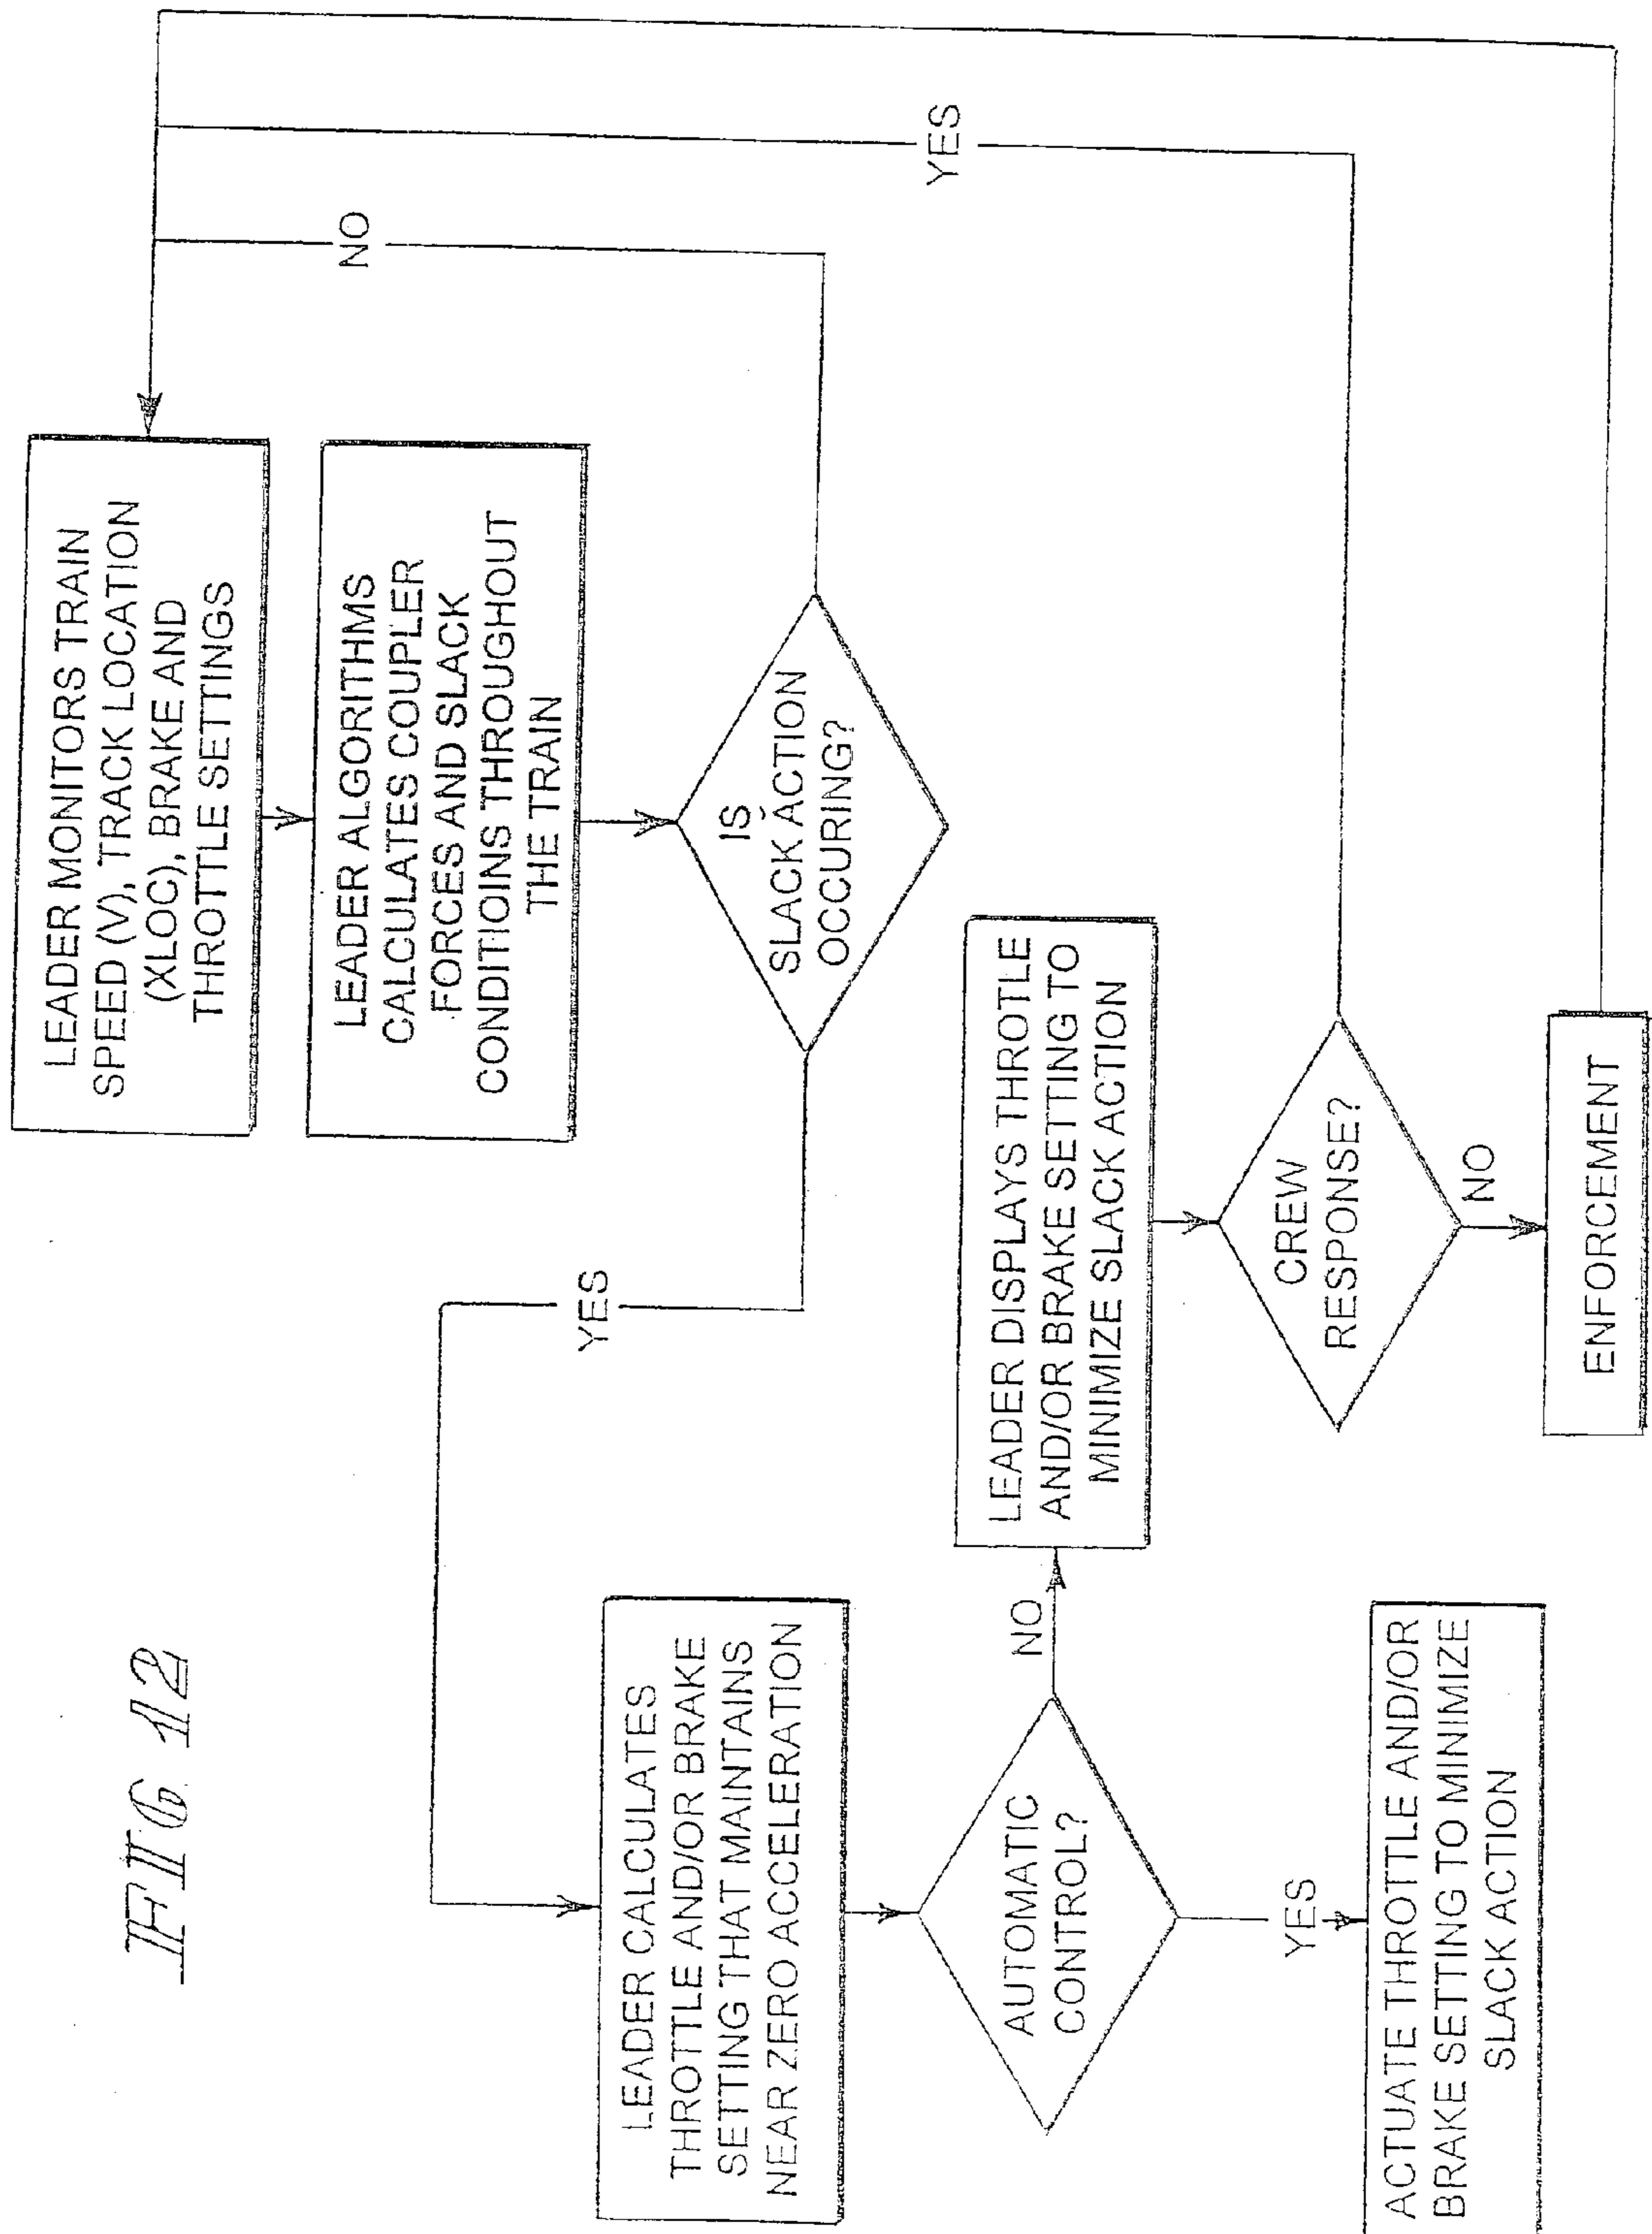 FIG 12
LEADER MONITORS TRAIN
SPEED (V), TRACK LOCATION
(XLOC), BRAKE AND
THROTTLE SETTINGS
LEADER ALGORITHMS
CALCULATES COUPLER
FORCES AND SLACK
CONDITIOINS THROUGHOUT
THE TRAIN
IS
SLACK ACTION
OCCURING?
NO
YES
LEADER CALCULATES
THROTTLE AND/OR BRAKE
SETTING THAT MAINTAINS
NEAR ZERO ACCELERATION
AUTOMATIC
CONTROL?
NO
YES
ACTUATE THROTTLE AND/OR
BRAKE SETTING TO MINIMIZE
SLACK ACTION
LEADER DISPLAYS THROTLE
AND/OR BRAKE SETTING TO
MINIMIZE SLACK ACTION
CREW
RESPONSE?
YES
NO
ENFORCEMENT